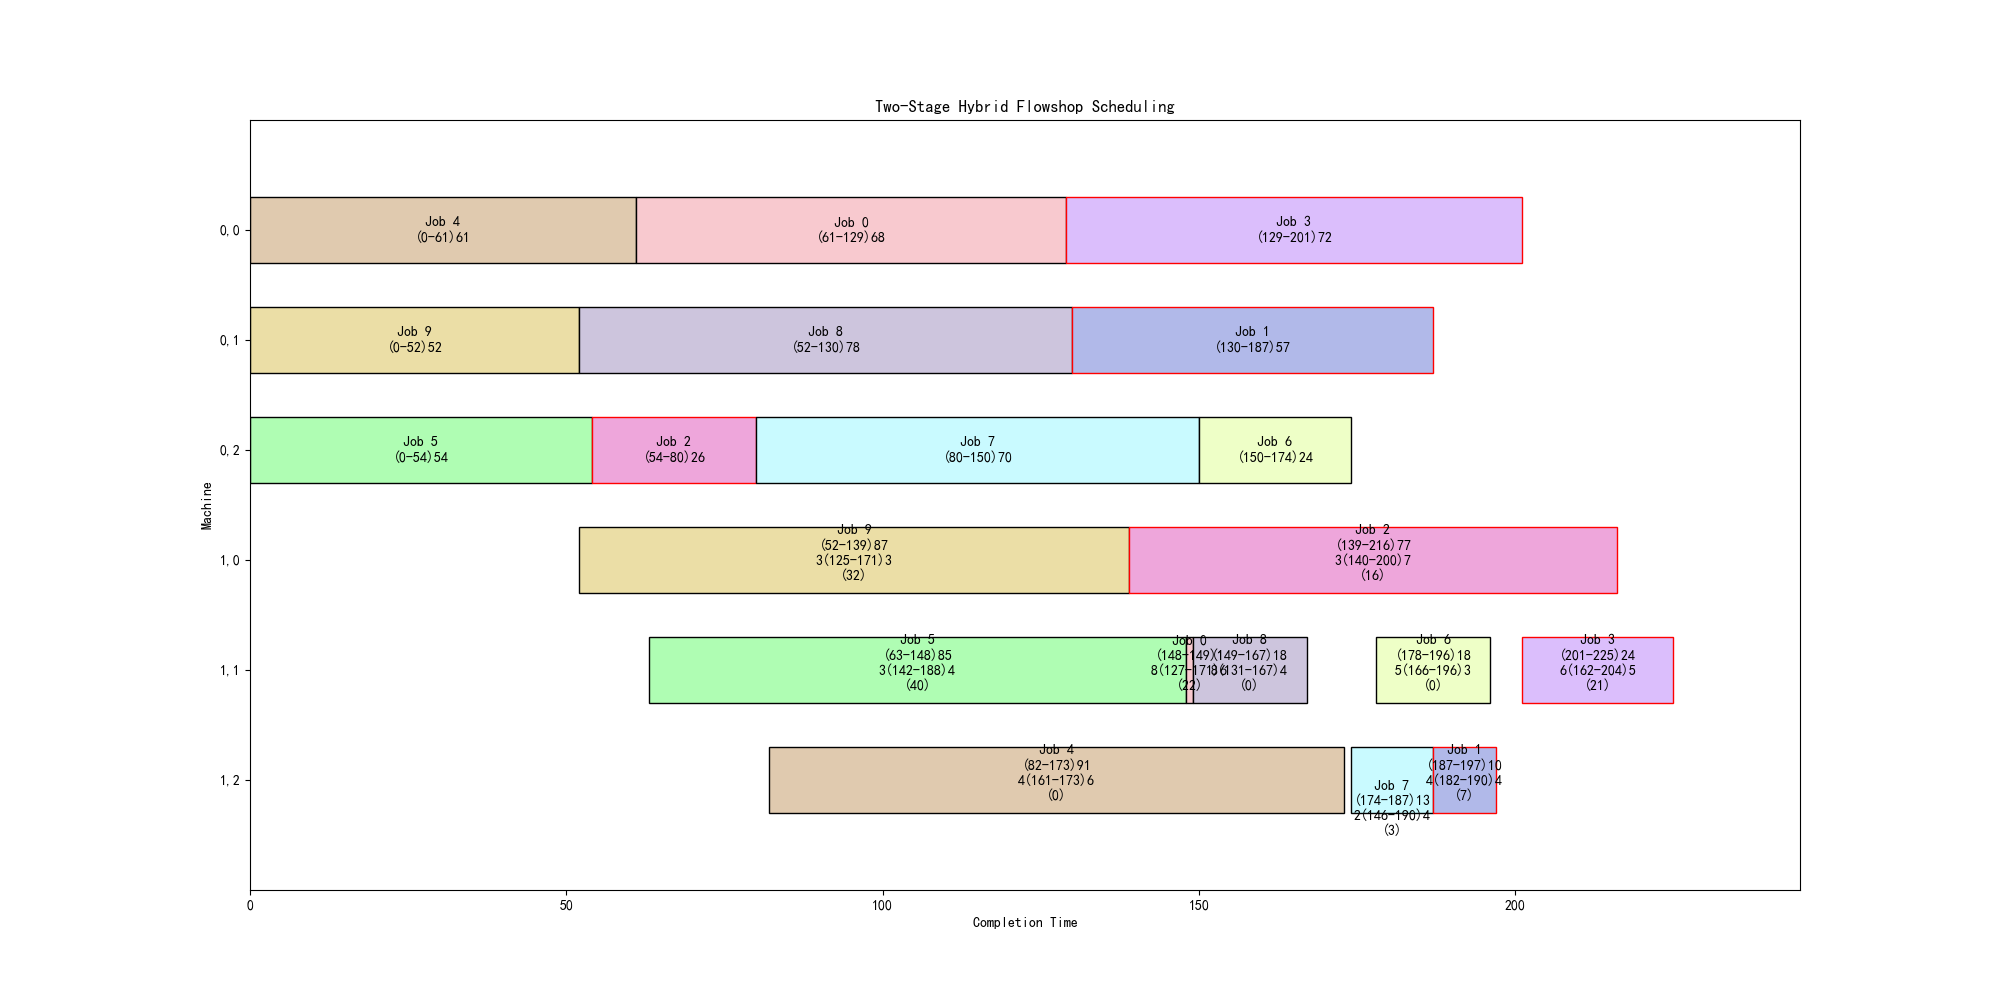 Two-Stage Hybrid Flowshop Scheduling
Machine
0,0
Job 4
(0-61)61
Job 0
(61-129)68
Job 3
(129-201)72
0,1
Job 9
(0-52)52
Job 8
(52-130)78
Job 1
(130-187)57
0,2
Job 5
(0-54)54
Job 2
(54-80)26
Job 7
(80-150)70
Job 6
(150-174)24
1,0
Job 9
(52-139)87
3(125-171)3
(32)
Job 2
(139-216)77
3(140-200)7
(16)
1,1
Job 5
(63-148)85
3(142-188)4
(40)
Job 0
(148-149)1
8(127-171)6
(22)
Job 8
(149-167)18
(0)
Job 6
(178-196)18
5(166-196)3
(0)
Job 3
(201-225)24
6(162-204)5
(21)
1,2
Job 4
(82-173)91
4(161-173)6
(0)
Job 7
(174-187)13
2(146-190)4
(3)
Job 1
(187-197)10
4(182-190)4
(7)
0
50
100
150
200
Completion Time